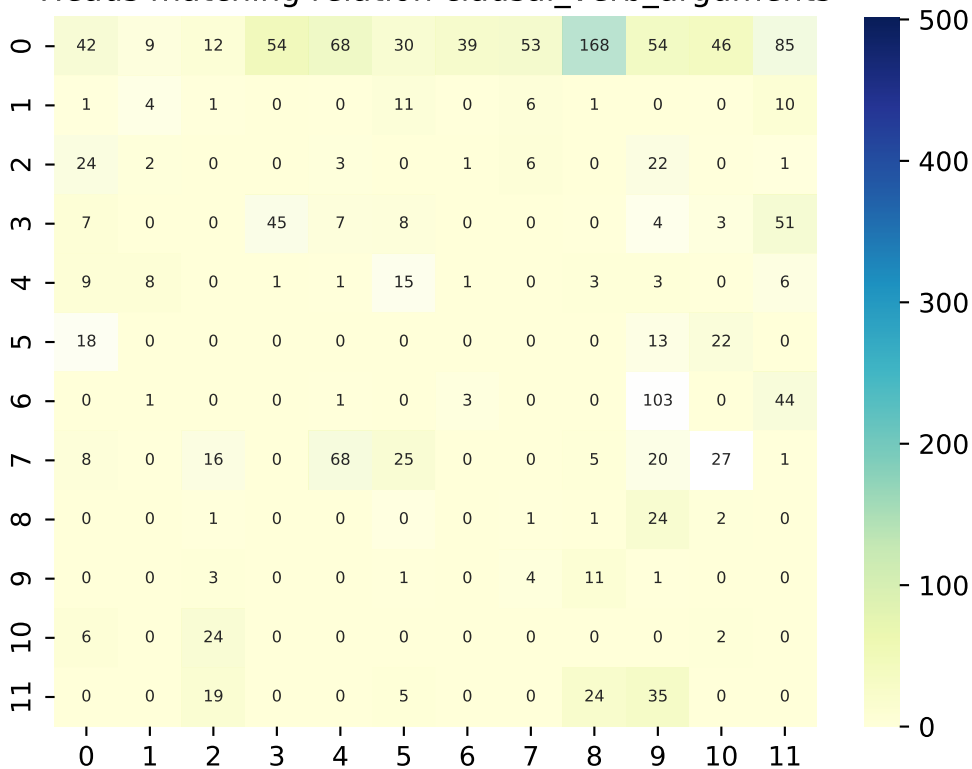 Heads matching relation clausal_verb_arguments
0 42 9 12 54 68 30 39 53 168 54 46 85
1 1 4 1 0 0 11 0 6 1 0 0 10
2 24 2 0 0 3 0 1 6 0 22 0 1
3 7 0 0 45 7 8 0 0 0 4 3 51
4 9 8 0 1 1 15 1 0 3 3 0 6
5 18 0 0 0 0 0 0 0 0 13 22 0
6 0 1 0 0 1 0 3 0 0 103 0 44
7 8 0 16 0 68 25 0 0 5 20 27 1
8 0 0 1 0 0 0 0 1 1 24 2 0
9 0 0 3 0 0 1 0 4 11 1 0 0
10 6 0 24 0 0 0 0 0 0 0 2 0
11 0 0 19 0 0 5 0 0 24 35 0 0
0 1 2 3 4 5 6 7 8 9 10 11
500
400
300
200
100
0